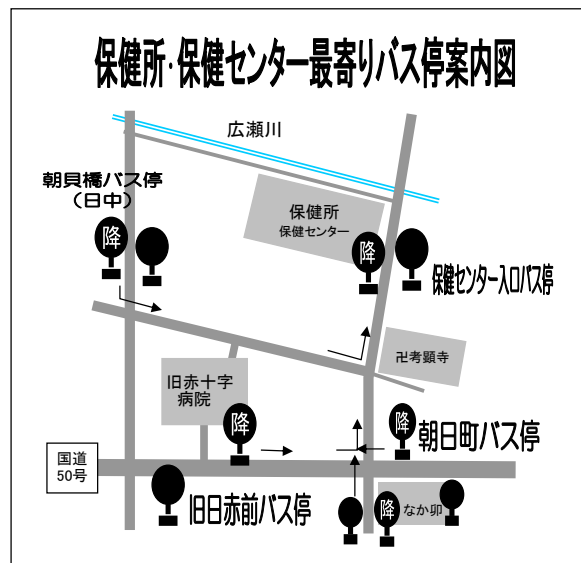 保健所・保健センター最寄りバス停案内図
広瀬川
朝貝橋バス停
（日中）
降
保健所
保健センター
降
保健センター入口バス停
卍考顕寺
旧赤十字
病院
降
降
朝日町バス停
国道
50号
旧日赤前バス停
降
なか卯